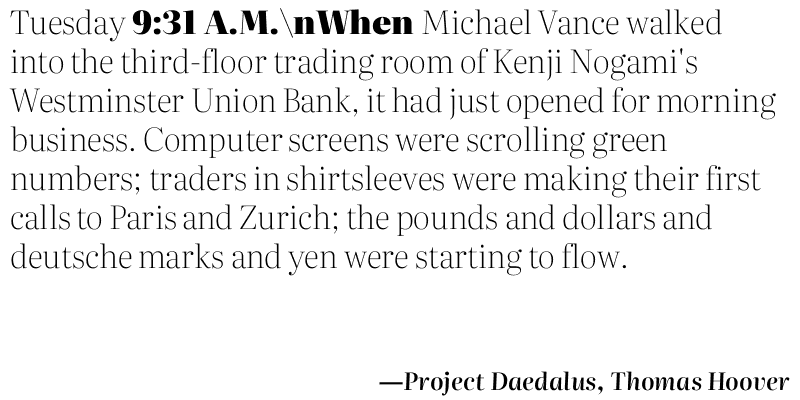 Tuesday 9:31 A.M.\nWhen Michael Vance walked
into the third-floor trading room of Kenji Nogami's
Westminster Union Bank, it had just opened for morning
business. Computer screens were scrolling green
numbers; traders in shirtsleeves were making their first
calls to Paris and Zurich; the pounds and dollars and
deutsche marks and yen were starting to flow.
—Project Daedalus, Thomas Hoover